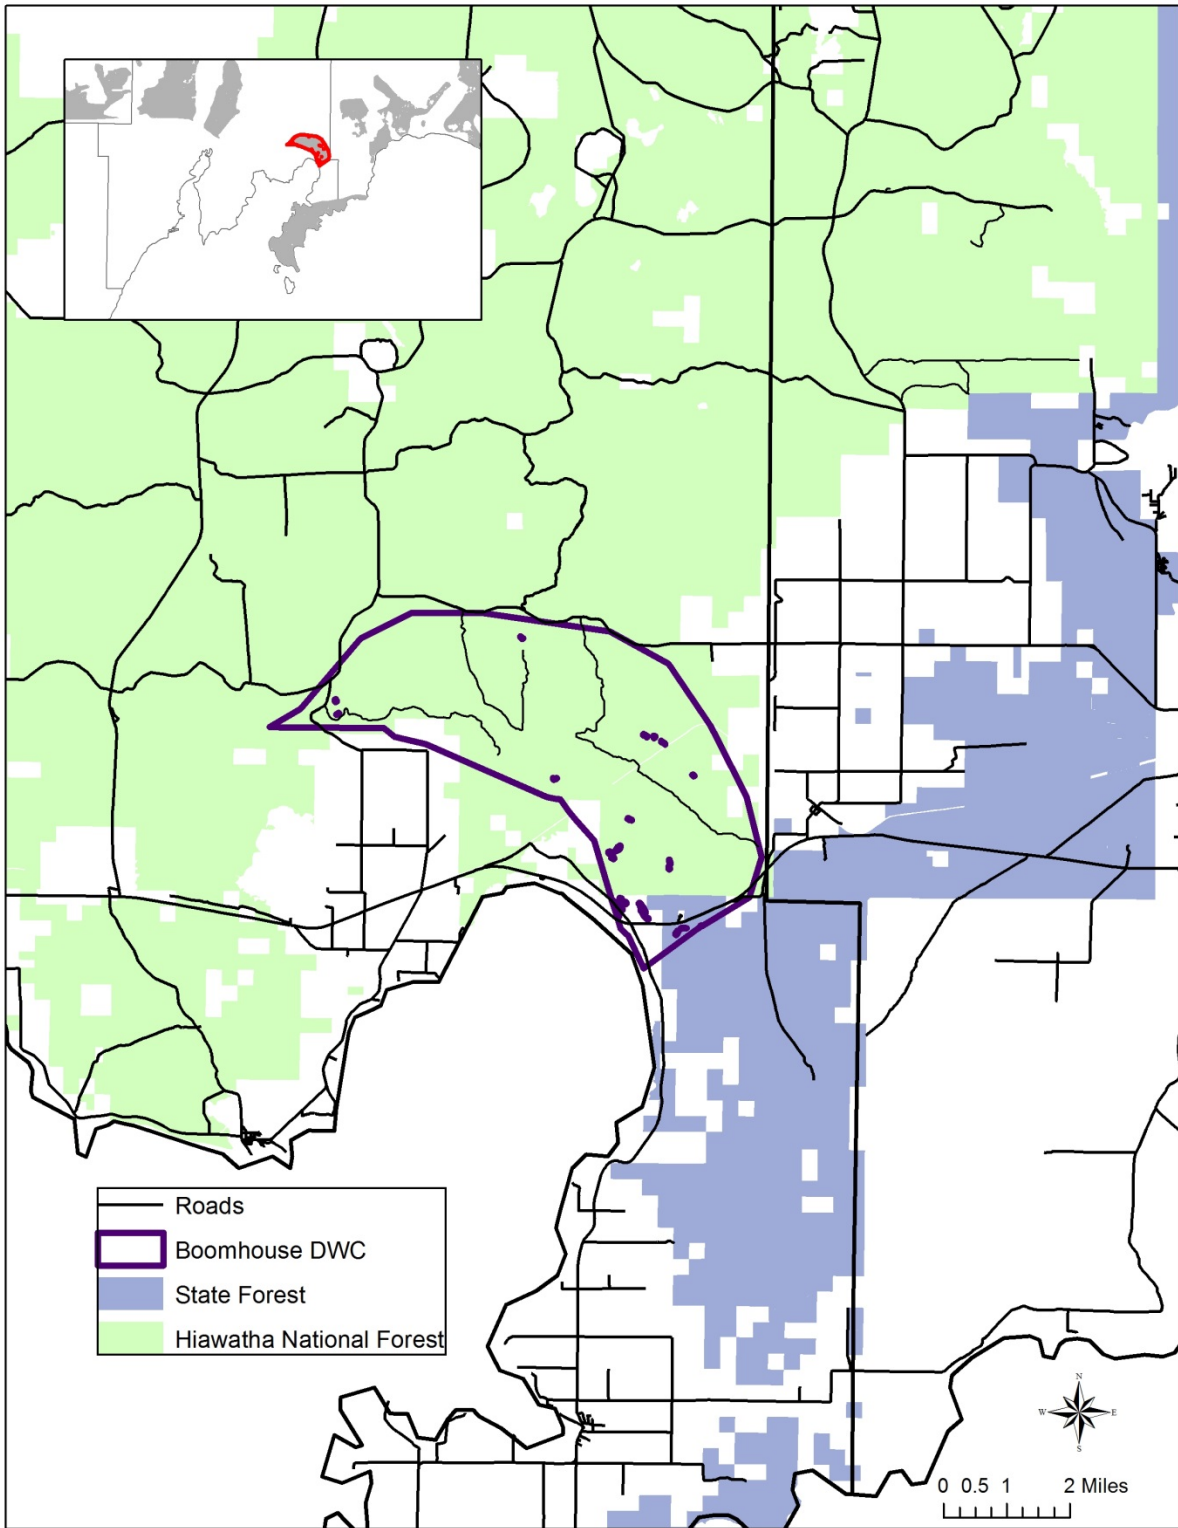 Roads
Boomhouse DWC
State Forest
Hiawatha National Forest
N
W E
S
0 0.5 1 2 Miles